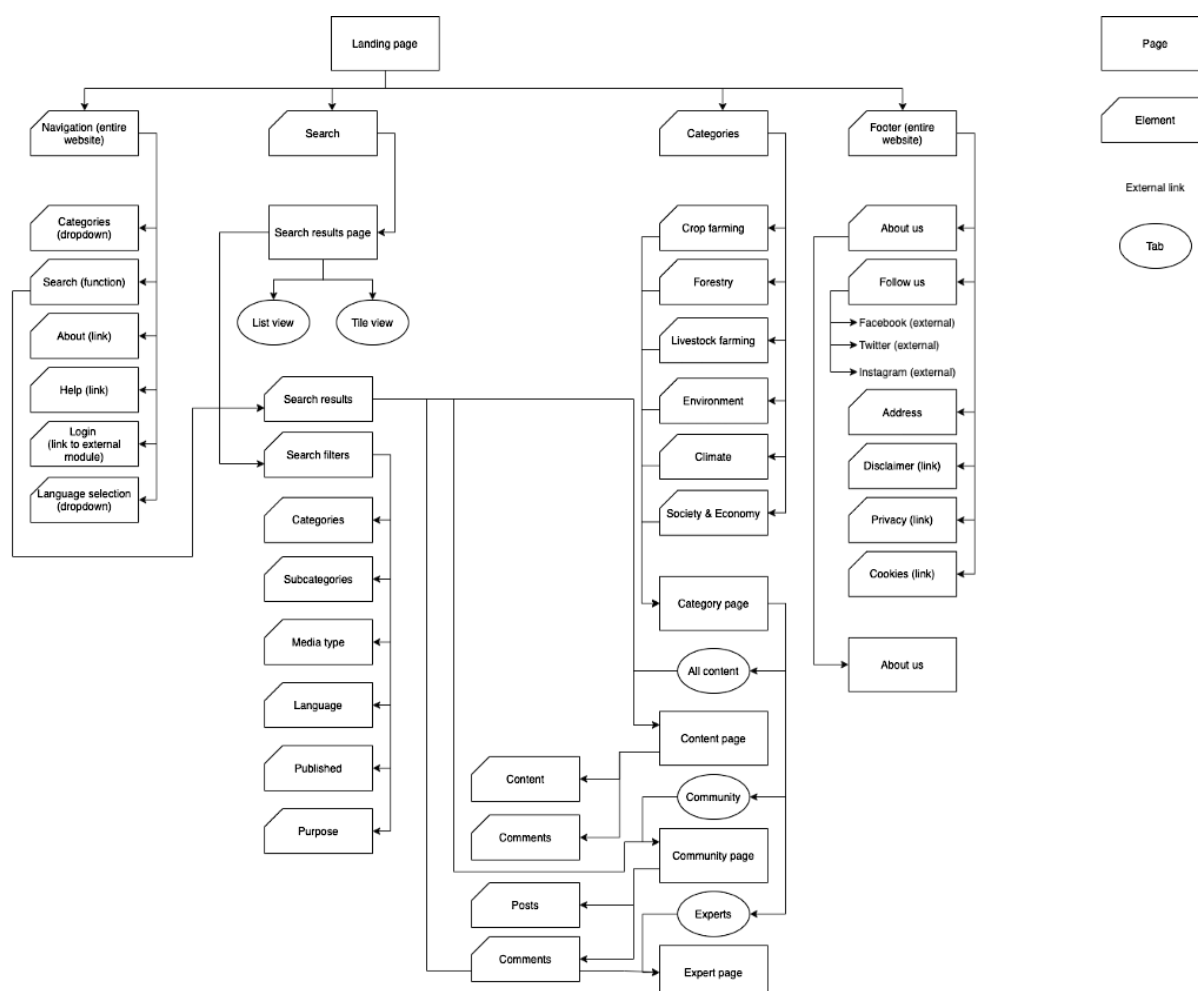 Landing page
Page
Navigation (entire
website)
Search
Categories
Footer (entire
website)
Element
External link
Categories
(dropdown)
Search results page
Crop farming
About us
Tab
Search (function)
Forestry
Follow us
List view
Tile view
Facebook (external)
About (link)
Livestock farming
Twitter (external)
Instagram (external)
Help (link)
Search results
Environment
Address
Login
(link to external
module)
Search filters
Climate
Disclaimer (link)
Language selection
(dropdown)
Categories
Society & Economy
Privacy (link)
Subcategories
Cookies (link)
Category page
Media type
All content
About us
Language
Content page
Published
Content
Community
Purpose
Comments
Community page
Posts
Experts
Comments
Expert page